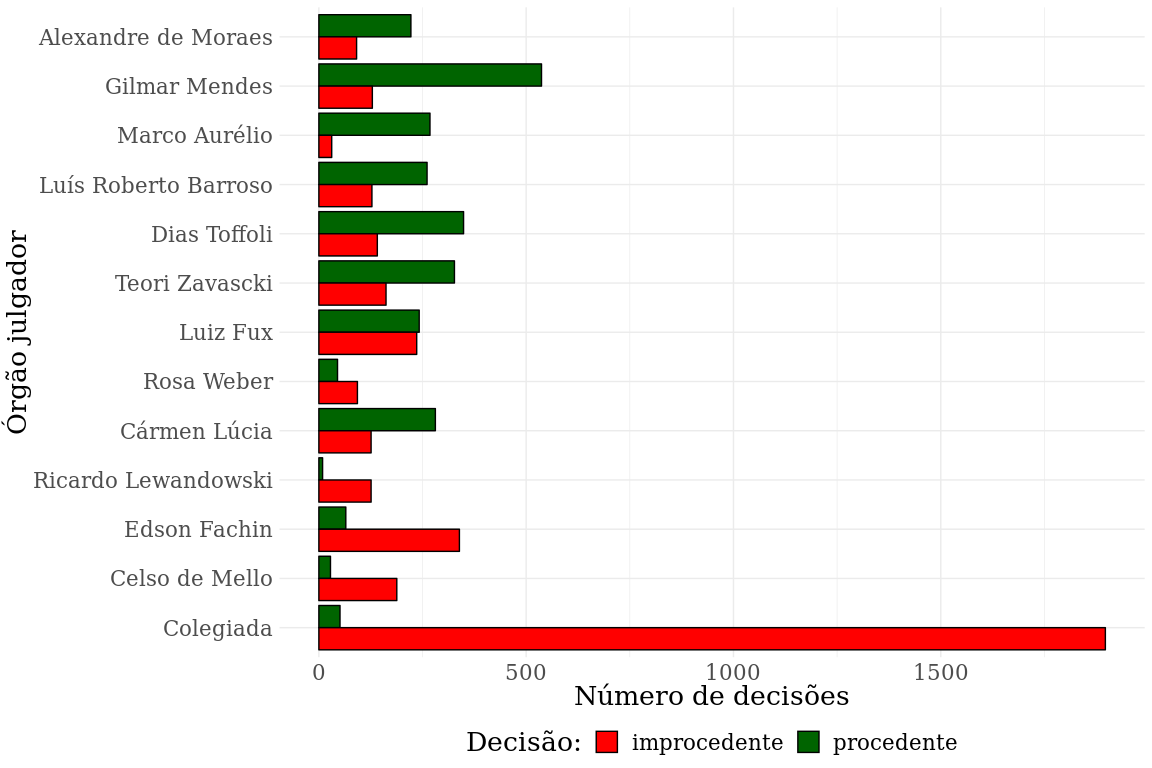 Alexandre de Moraes
Gilmar Mendes
Marco Aurélio
Luís Roberto Barroso
Dias Toffoli
Teori Zavascki
Luiz Fux
Rosa Weber
Cármen Lúcia
Ricardo Lewandowski
Edson Fachin
Celso de Mello
Colegiada
Órgão julgador
0 500 1000 1500
Número de decisões
Decisão: improcedente procedente